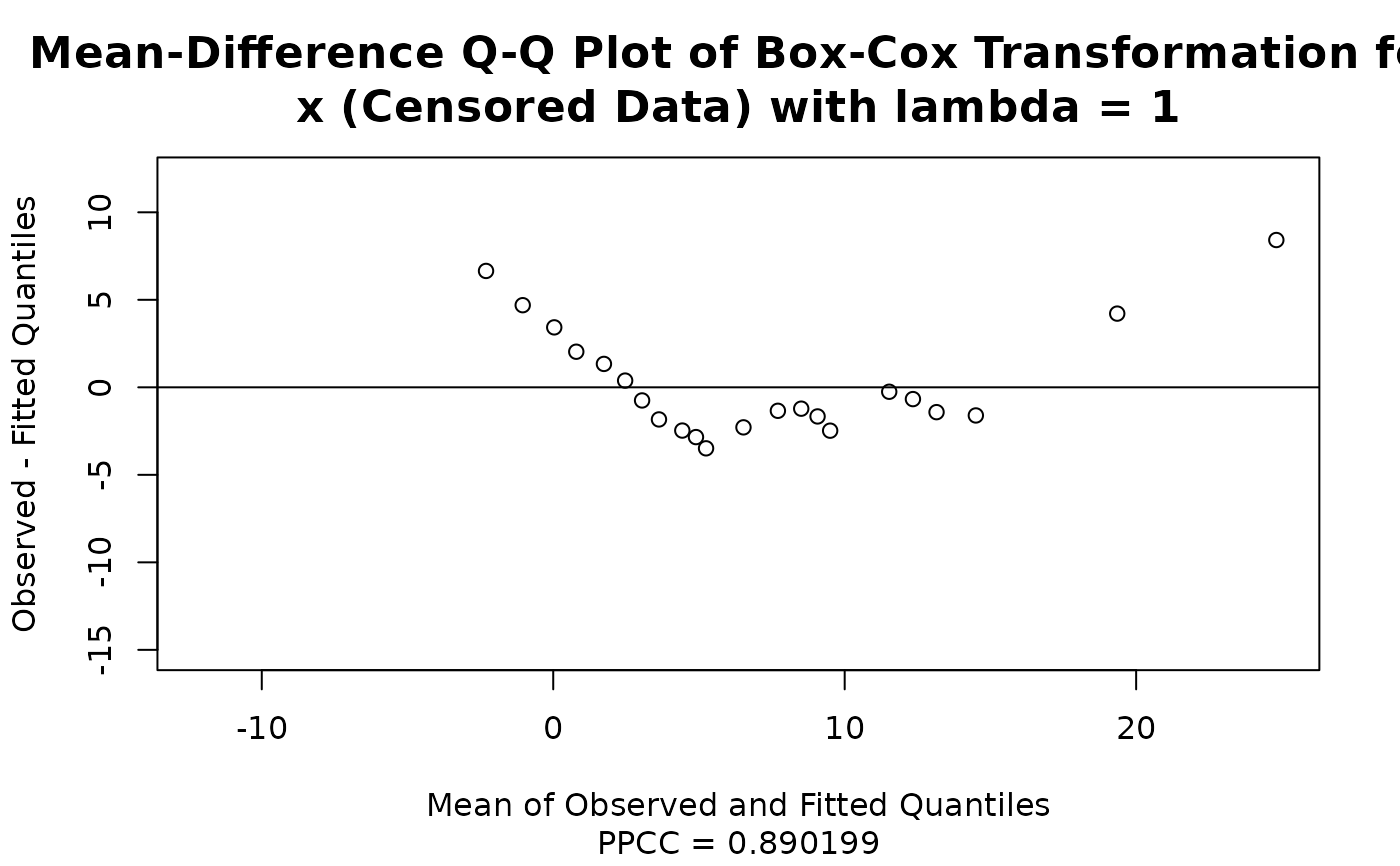 Mean-Difference Q-Q Plot of Box-Cox Transformation
x (Censored Data) with lambda = 1
Observed - Fitted Quantiles
10
5
0
-5
-10
-15
-10 0 10 20
Mean of Observed and Fitted Quantiles
PPCC = 0.890199